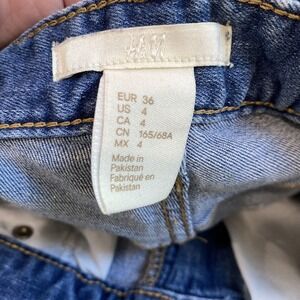 H&M
EUR 36
US 4
CA 4
CN 165/68A
MX 4
Made in
Pakistan
Fabriqué en
Pakistan